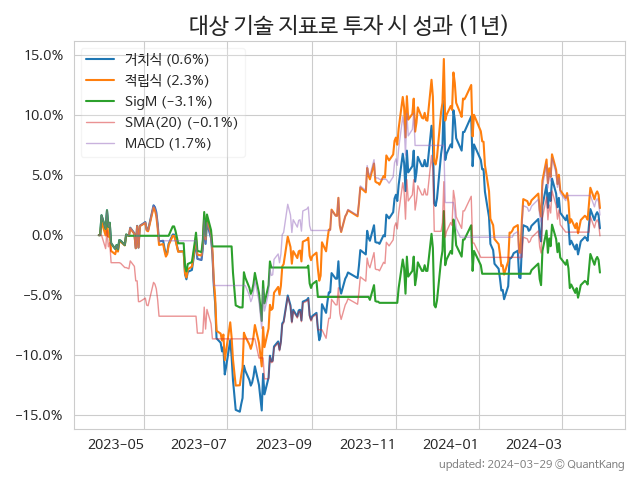 대상 기술 지표로 투자 시 성과 (1년)
15.0%
10.0%
5.0%
0.0%
−5.0%
−10.0%
−15.0%
거치식 (0.6%)
적립식 (2.3%)
SigM (−3.1%)
SMA(20) (−0.1%)
MACD (1.7%)
2023−05
2023−07
2023−09
2023−11
2024−01
2024−03
updated: 2024−03−29 © QuantKang